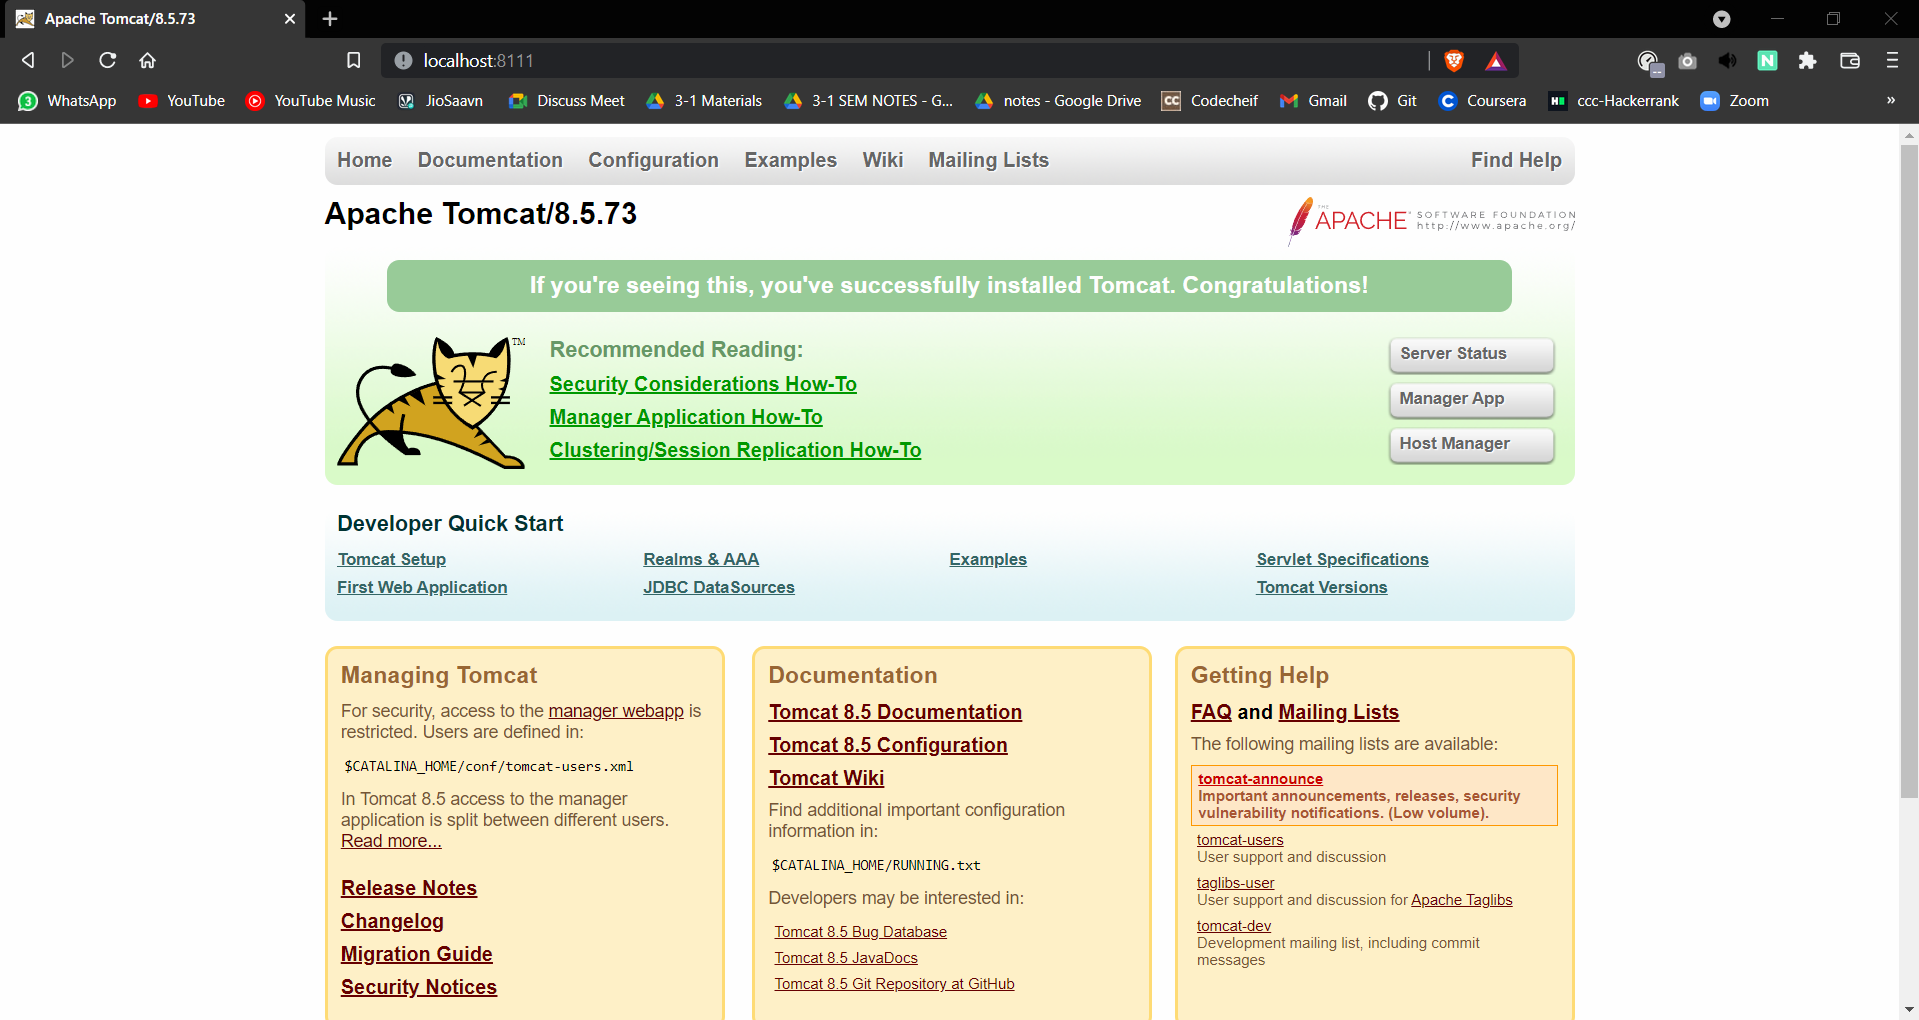 Apache Tomcat/8.5.73
localhost:8111
3 WhatsApp YouTube YouTube Music JioSaavn Discuss Meet 3-1 Materials 3-1 SEM NOTES - G... notes - Google Drive CC Codecheif Gmail Git C Coursera H ccc-Hackerrank Zoom »
Home Documentation Configuration Examples Wiki Mailing Lists Find Help
Apache Tomcat/8.5.73
THE APACHE SOFTWARE FOUNDATION
http://www.apache.org/
If you're seeing this, you've successfully installed Tomcat. Congratulations!
TM
Recommended Reading:
Security Considerations How-To
Manager Application How-To
Clustering/Session Replication How-To
Server Status
Manager App
Host Manager
Developer Quick Start
Tomcat Setup
First Web Application
Realms & AAA
JDBC DataSources
Examples
Servlet Specifications
Tomcat Versions
Managing Tomcat
For security, access to the manager webapp is
restricted. Users are defined in:
$CATALINA_HOME/conf/tomcat-users.xml
In Tomcat 8.5 access to the manager
application is split between different users.
Read more...
Release Notes
Changelog
Migration Guide
Security Notices
Documentation
Tomcat 8.5 Documentation
Tomcat 8.5 Configuration
Tomcat Wiki
Find additional important configuration
information in:
$CATALINA_HOME/RUNNING.txt
Developers may be interested in:
Tomcat 8.5 Bug Database
Tomcat 8.5 JavaDocs
Tomcat 8.5 Git Repository at GitHub
Getting Help
FAQ and Mailing Lists
The following mailing lists are available:
tomcat-announce
Important announcements, releases, security
vulnerability notifications. (Low volume).
tomcat-users
User support and discussion
taglibs-user
User support and discussion for Apache Taglibs
tomcat-dev
Development mailing list, including commit
messages